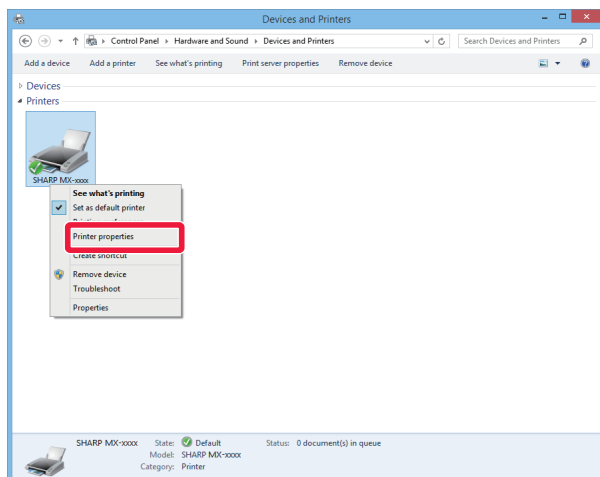 Devices and Printers
Control Panel ▸ Hardware and Sound ▸ Devices and Printers
Search Devices and Printers
Add a device Add a printer See what's printing Print server properties Remove device
Devices
Printers
SHARP MX-xxxx
See what's printing
Set as default printer
Printer properties
Create shortcut
Remove device
Troubleshoot
Properties
SHARP MX-xxxx State: Default Status: 0 document(s) in queue
Model: SHARP MX-xxxx
Category: Printer